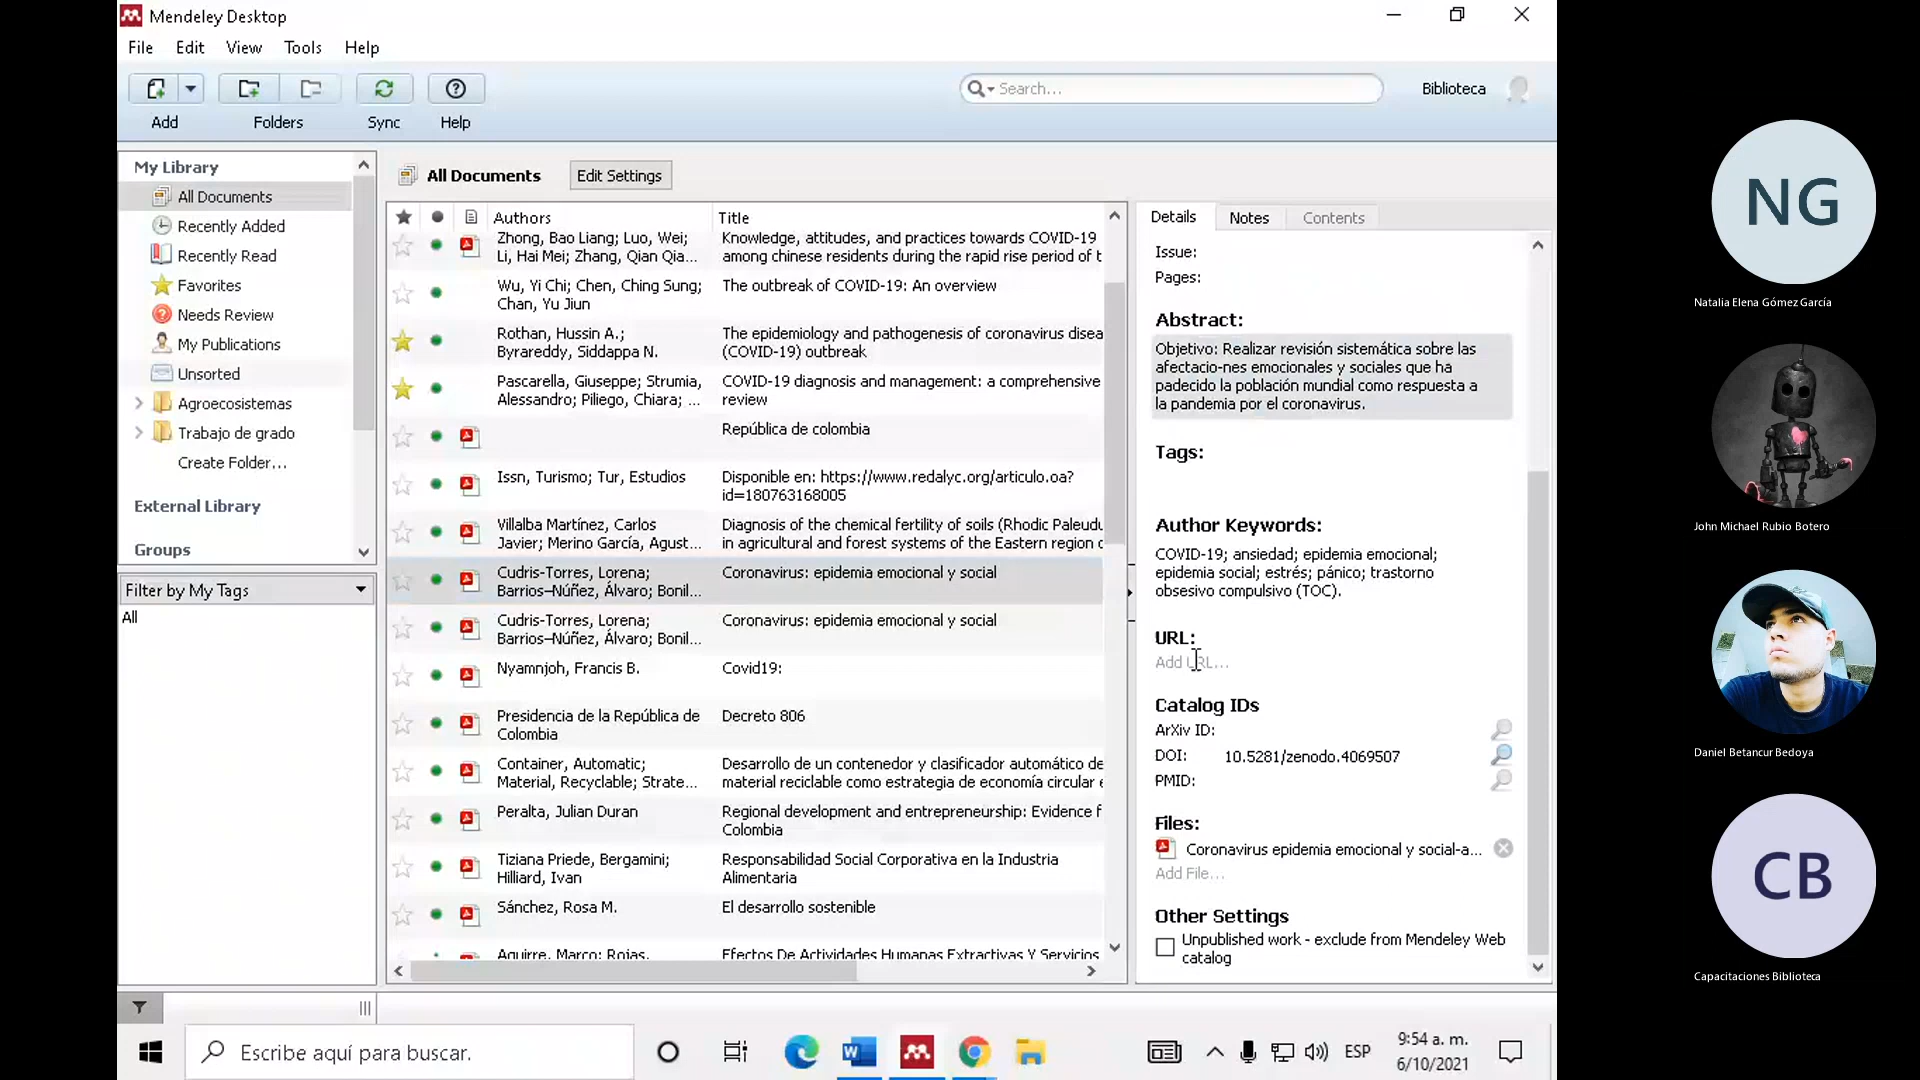 Mendeley Desktop
File Edit View Tools Help
Add Folders Sync Help
Search...
Biblioteca
My Library
All Documents
Recently Added
Recently Read
Favorites
Needs Review
My Publications
Unsorted
Agroecosistemas
Trabajo de grado
Create Folder...
External Library
Groups
Filter by My Tags
All
All Documents Edit Settings
Authors Title
Zhong, Bao Liang; Luo, Wei; Knowledge, attitudes, and practices towards COVID-19
Li, Hai Mei; Zhang, Qian Qia... among chinese residents during the rapid rise period of t
Wu, Yi Chi; Chen, Ching Sung; The outbreak of COVID-19: An overview
Chan, Yu Jiun
Rothan, Hussin A.; The epidemiology and pathogenesis of coronavirus disea
Byrareddy, Siddappa N. (COVID-19) outbreak
Pascarella, Giuseppe; Strumia, COVID-19 diagnosis and management: a comprehensive
Alessandro; Piliego, Chiara; ... review
República de colombia
Issn, Turismo; Tur, Estudios Disponible en: https://www.redalyc.org/articulo.oa?
id=180763168005
Villalba Martínez, Carlos Diagnosis of the chemical fertility of soils (Rhodic Paleudu
Javier; Merino García, Agust... in agricultural and forest systems of the Eastern region o
Cudris-Torres, Lorena; Coronavirus: epidemia emocional y social
Barrios–Núñez, Álvaro; Bonil...
Cudris-Torres, Lorena; Coronavirus: epidemia emocional y social
Barrios–Núñez, Álvaro; Bonil...
Nyamnjoh, Francis B. Covid19:
Presidencia de la República de Decreto 806
Colombia
Container, Automatic; Desarrollo de un contenedor y clasificador automático de
Material, Recyclable; Strate... material reciclable como estrategia de economía circular e
Peralta, Julian Duran Regional development and entrepreneurship: Evidence f
Colombia
Tiziana Priede, Bergamini; Responsabilidad Social Corporativa en la Industria
Hilliard, Ivan Alimentaria
Sánchez, Rosa M. El desarrollo sostenible
Aguirre, Marco; Rojas, Efectos De Actividades Humanas Extractivas Y Servicios
Details Notes Contents
Issue:
Pages:
Abstract:
Objetivo: Realizar revisión sistemática sobre las
afectacio-nes emocionales y sociales que ha
padecido la población mundial como respuesta a
la pandemia por el coronavirus.
Tags:
Author Keywords:
COVID-19; ansiedad; epidemia emocional;
epidemia social; estrés; pánico; trastorno
obsesivo compulsivo (TOC).
URL:
Add URL...
Catalog IDs
ArXiv ID:
DOI: 10.5281/zenodo.4069507
PMID:
Files:
Coronavirus epidemia emocional y social-a...
Add File...
Other Settings
Unpublished work - exclude from Mendeley Web
catalog
Escribe aquí para buscar.
ESP
9:54 a. m.
6/10/2021
NG
Natalia Elena Gómez García
John Michael Rubio Botero
Daniel Betancur Bedoya
CB
Capacitaciones Biblioteca